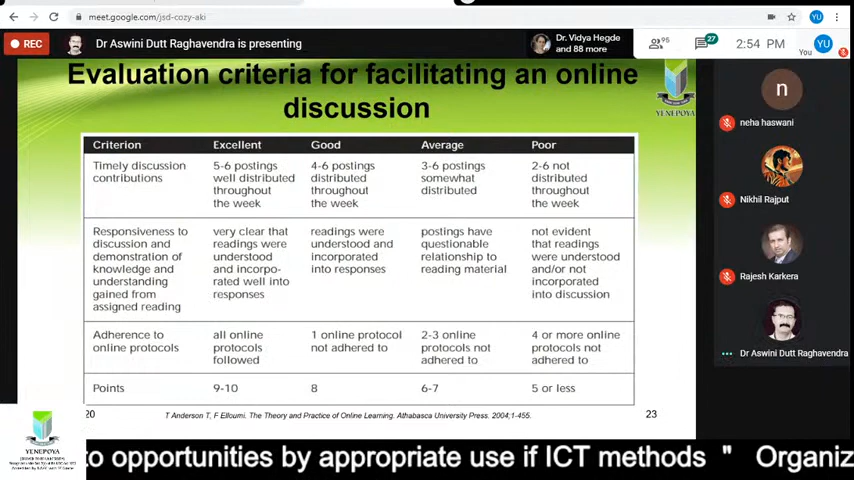 meet.google.com/jsd-cozy-aki
YU
REC
Dr Aswini Dutt Raghavendra is presenting
Dr. Vidya Hegde
and 88 more
95
27
2:54 PM
YU
You
Evaluation criteria for facilitating an online
discussion
YENEPOYA
Criterion Excellent Good Average Poor
Timely discussion 5-6 postings 4-6 postings 3-6 postings 2-6 not
contributions well distributed distributed somewhat distributed
throughout throughout distributed throughout
the week the week the week
Responsiveness to very clear that readings were postings have not evident
discussion and readings were understood and questionable that readings
demonstration of understood incorporated relationship to were understood
knowledge and and incorpo- into responses reading material and/or not
understanding rated well into incorporated
gained from responses into discussion
assigned reading
Adherence to all online 1 online protocol 2-3 online 4 or more online
online protocols protocols not adhered to protocols not protocols not
followed adhered to adhered to
Points 9-10 8 6-7 5 or less
20
T Anderson T, F Elloumi. The Theory and Practice of Online Learning. Athabasca University Press. 2004;1-455.
23
n
neha haswani
Nikhil Rajput
Rajesh Karkera
Dr Aswini Dutt Raghavendra
YENEPOYA
to opportunities by appropriate use if ICT methods " Organiz